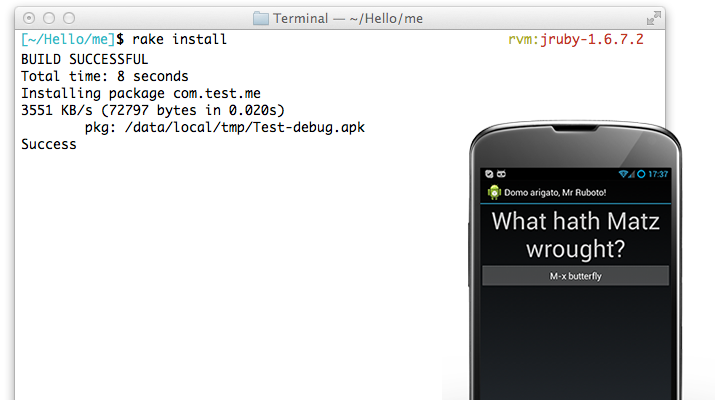 Terminal — ~/Hello/me
[~/Hello/me]$ rake install rvm:jruby-1.6.7.2
BUILD SUCCESSFUL
Total time: 8 seconds
Installing package com.test.me
3551 KB/s (72797 bytes in 0.020s)
pkg: /data/local/tmp/Test-debug.apk
Success
17:37
Domo arigato, Mr Ruboto!
What hath Matz
wrought?
M-x butterfly